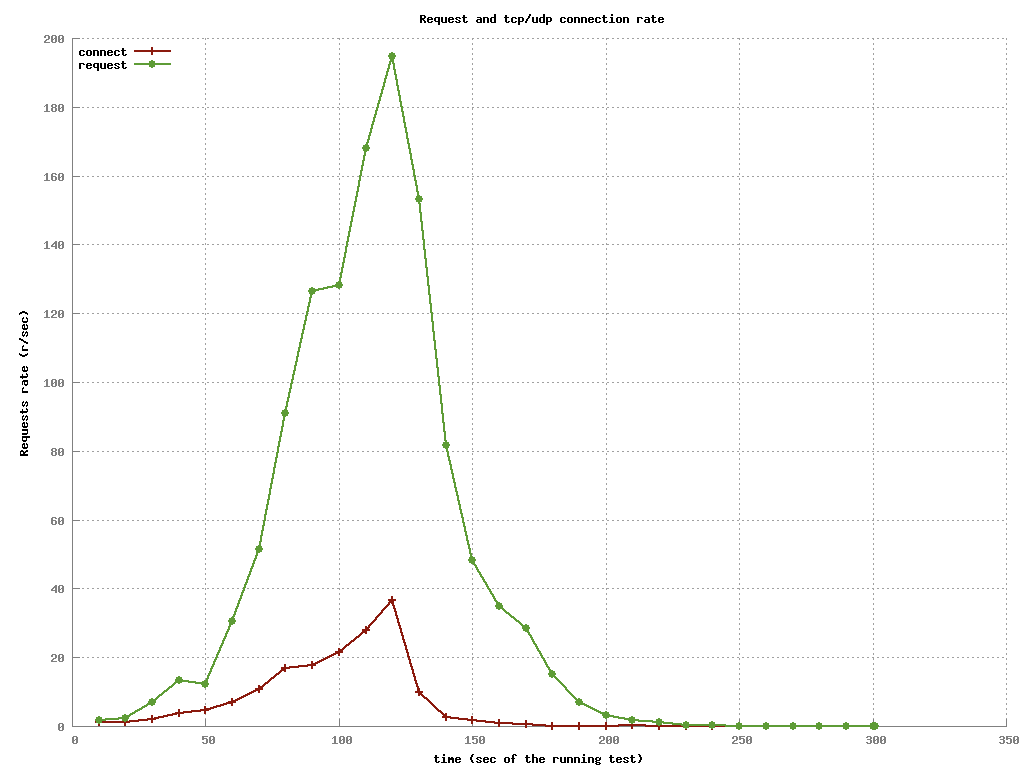 Request and tcp/udp connection rate
connect
request
200
180
160
140
120
100
80
60
40
20
0
Requests rate (r/sec)
0 50 100 150 200 250 300 350
time (sec of the running test)